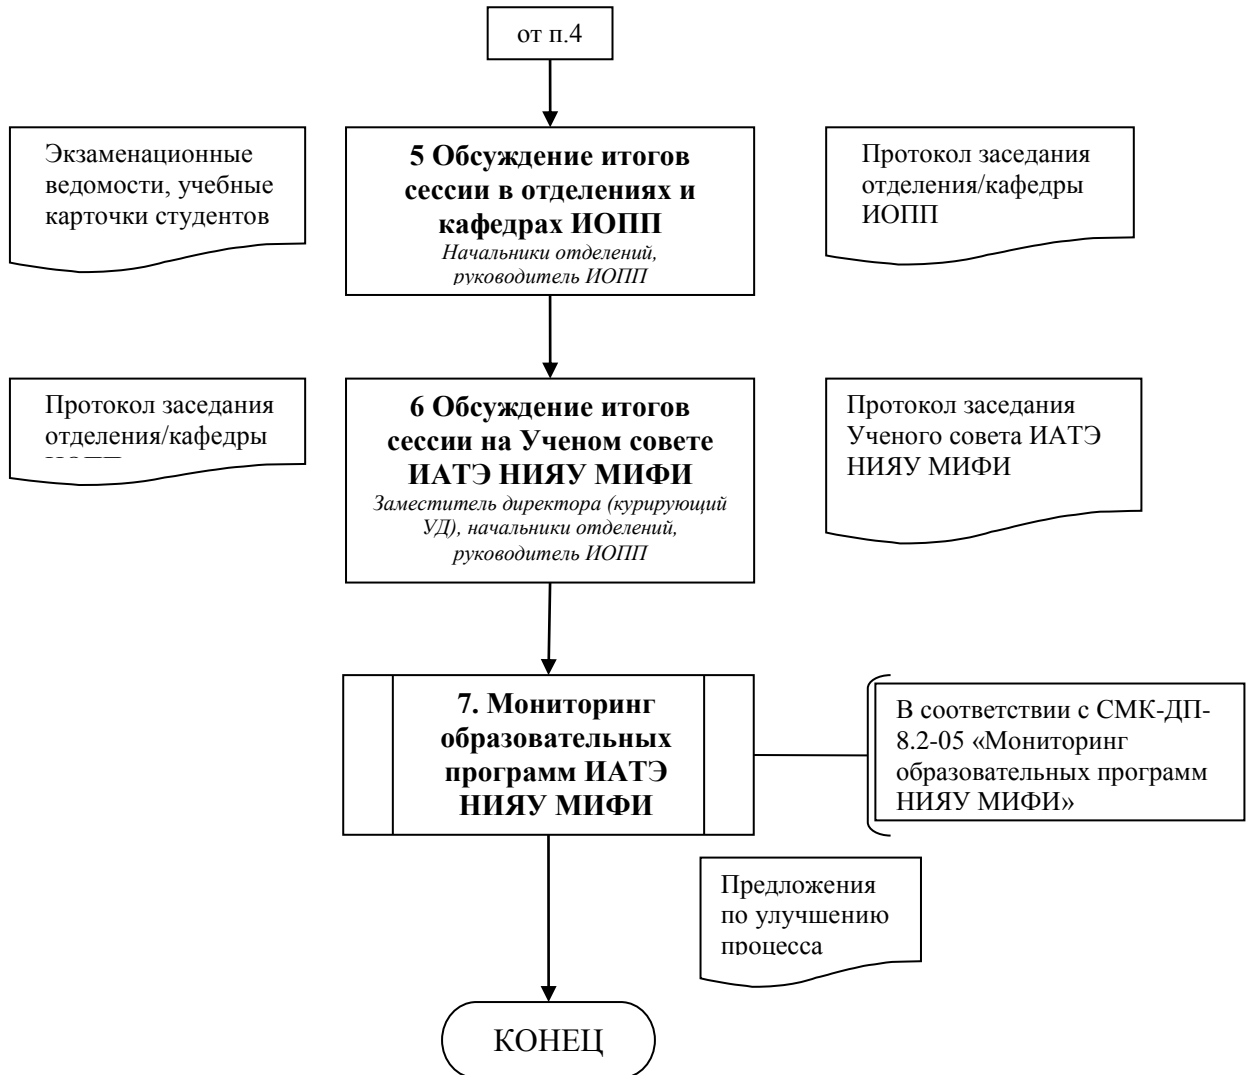 от п.4
Экзаменационные
ведомости, учебные
карточки студентов
5 Обсуждение итогов
сессии в отделениях и
кафедрах ИОПП
Начальники отделений,
руководитель ИОПП
Протокол заседания
отделения/кафедры
ИОПП
Протокол заседания
отделения/кафедры
6 Обсуждение итогов
сессии на Ученом совете
ИАТЭ НИЯУ МИФИ
Заместитель директора (курирующий
УД), начальники отделений,
руководитель ИОПП
Протокол заседания
Ученого совета ИАТЭ
НИЯУ МИФИ
7. Мониторинг
образовательных
программ ИАТЭ
НИЯУ МИФИ
В соответствии с СМК-ДП-
8.2-05 «Мониторинг
образовательных программ
НИЯУ МИФИ»
Предложения
по улучшению
процесса
КОНЕЦ